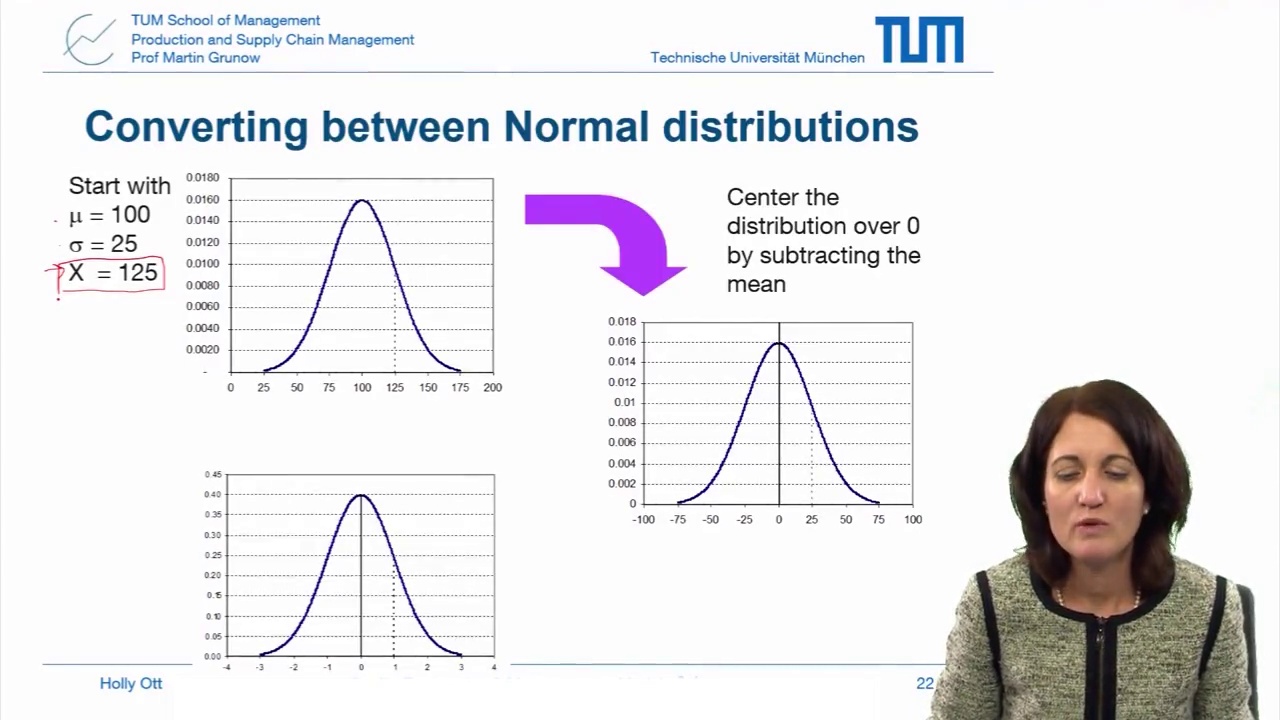 TUM School of Management
Production and Supply Chain Management
Prof Martin Grunow
Technische Universität München
TUM
Converting between Normal distributions
Start with
μ = 100
σ = 25
X = 125
0.0180
0.0160
0.0140
0.0120
0.0100
0.0080
0.0060
0.0040
0.0020
-
0 25 50 75 100 125 150 175 200
Center the
distribution over 0
by subtracting the
mean
0.018
0.016
0.014
0.012
0.01
0.008
0.006
0.004
0.002
0
-100 -75 -50 -25 0 25 50 75 100
0.45
0.40
0.35
0.30
0.25
0.20
0.15
0.10
0.05
0.00
-4 -3 -2 -1 0 1 2 3 4
Holly Ott
22